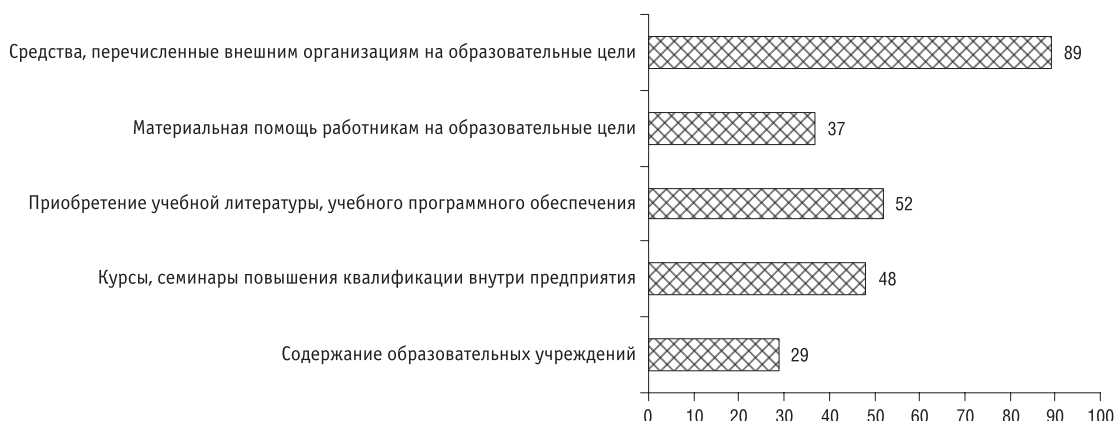 Средства, перечисленные внешним организациям на образовательные цели
89
Материальная помощь работникам на образовательные цели
37
Приобретение учебной литературы, учебного программного обеспечения
52
Курсы, семинары повышения квалификации внутри предприятия
48
Содержание образовательных учреждений
29
0 10 20 30 40 50 60 70 80 90 100